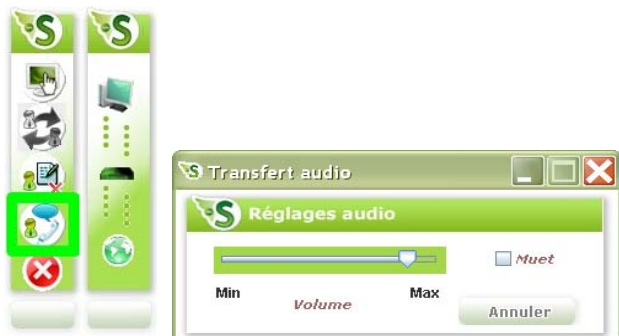 S
S
S Transfert audio
S Réglages audio
Muet
Min
Volume
Max
Annuler